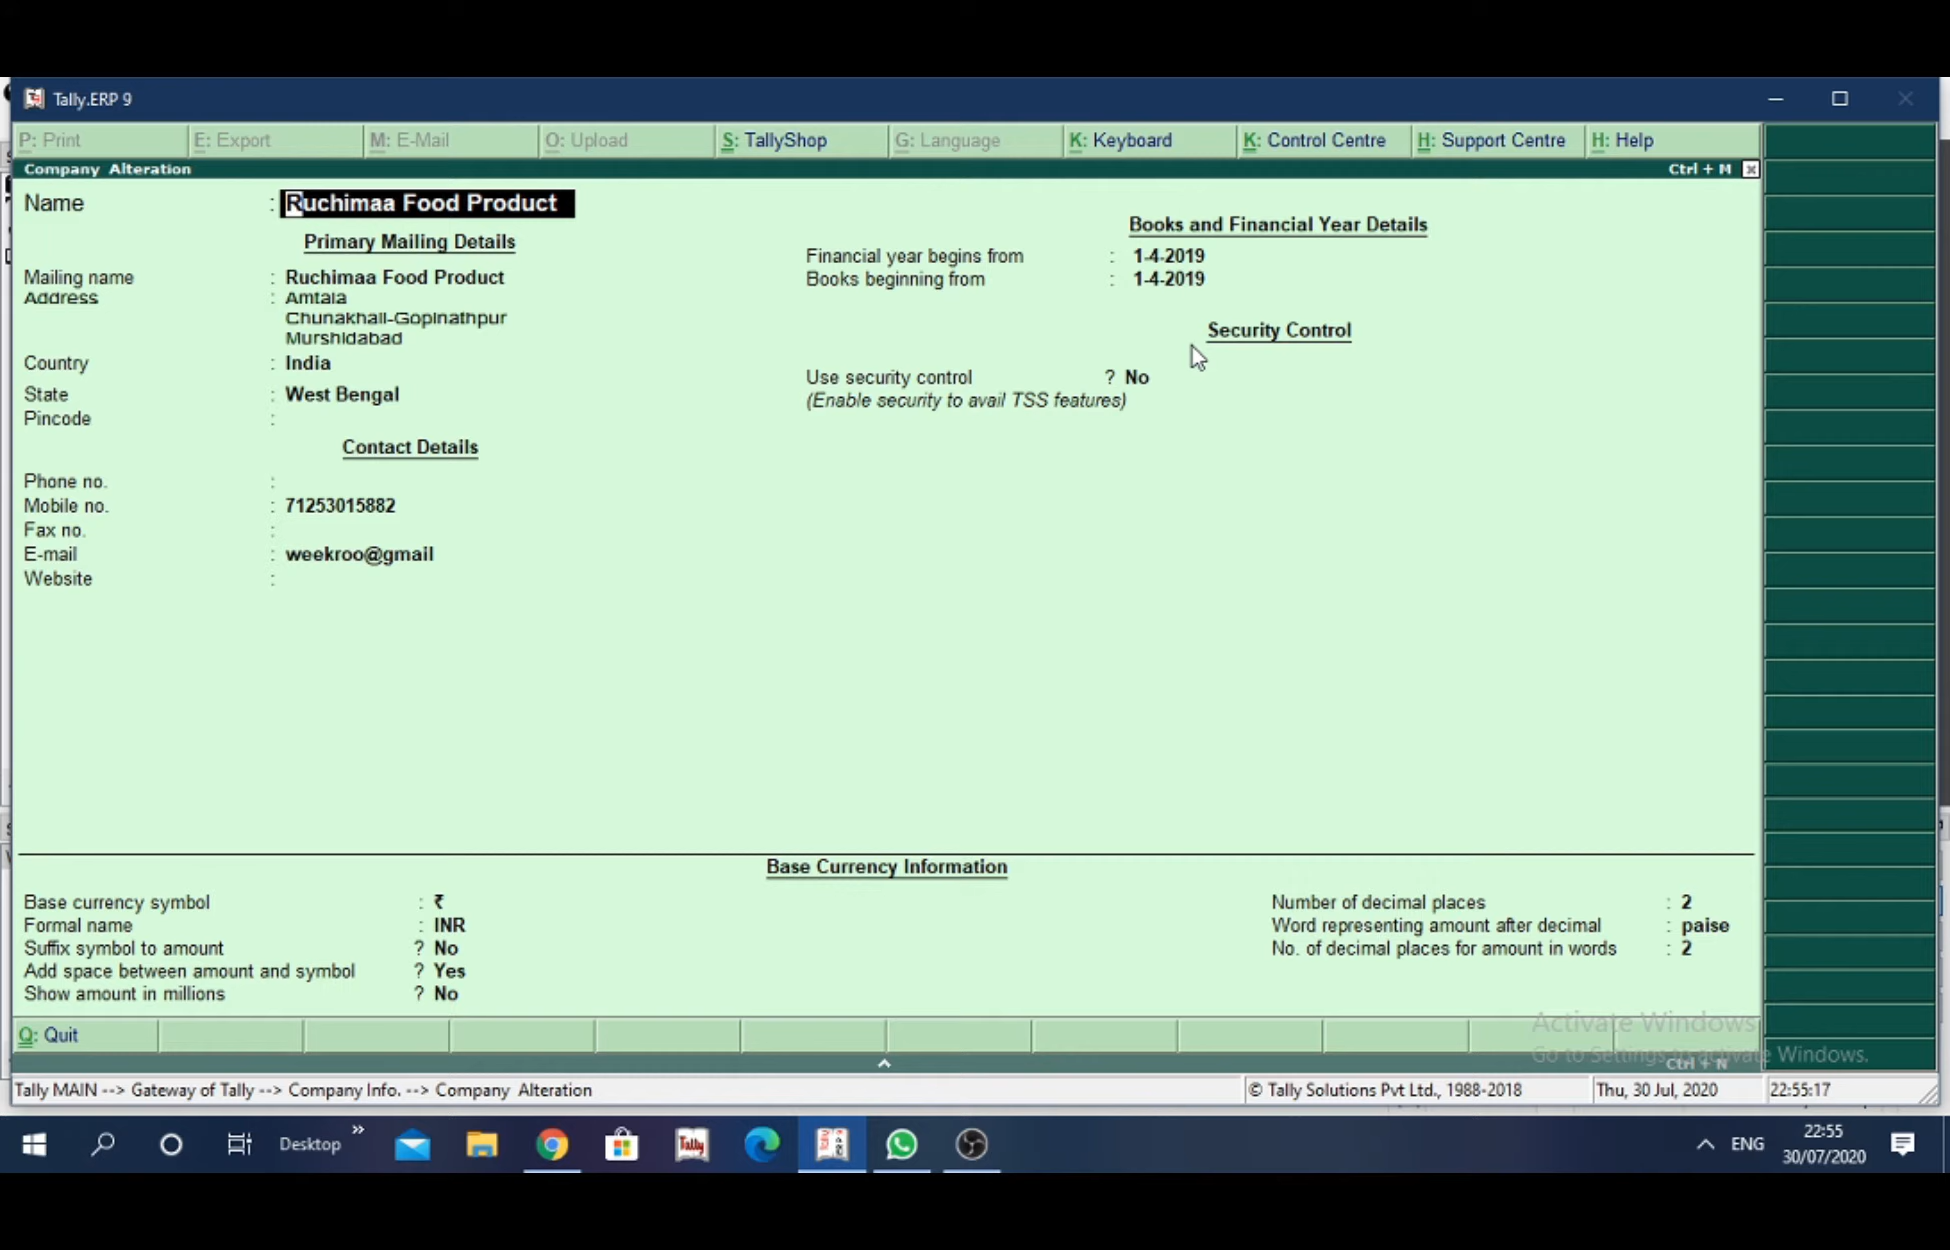 Tally.ERP 9
P: Print E: Export M: E-Mail O: Upload S: TallyShop G: Language K: Keyboard K: Control Centre H: Support Centre H: Help
Company Alteration Ctrl + M
Name : Ruchimaa Food Product
Primary Mailing Details
Mailing name : Ruchimaa Food Product
Address : Amtala
Chunakhali-Gopinathpur
Murshidabad
Country : India
State : West Bengal
Pincode :
Contact Details
Phone no. :
Mobile no. : 71253015882
Fax no. :
E-mail : weekroo@gmail
Website :
Books and Financial Year Details
Financial year begins from : 1-4-2019
Books beginning from : 1-4-2019
Security Control
Use security control ? No
(Enable security to avail TSS features)
Base Currency Information
Base currency symbol : ₹
Formal name : INR
Suffix symbol to amount ? No
Add space between amount and symbol ? Yes
Show amount in millions ? No
Number of decimal places : 2
Word representing amount after decimal : paise
No. of decimal places for amount in words : 2
Q: Quit
Activate Windows
Go to Settings to activate Windows.
Ctrl + N
Tally MAIN --> Gateway of Tally --> Company Info. --> Company Alteration © Tally Solutions Pvt Ltd., 1988-2018 Thu, 30 Jul, 2020 22:55:17
Desktop » Tally ENG 22:55
30/07/2020